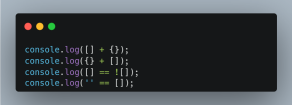 console.log([] + {});
console.log({} + []);
console.log([] == ![]);
console.log('' == []);